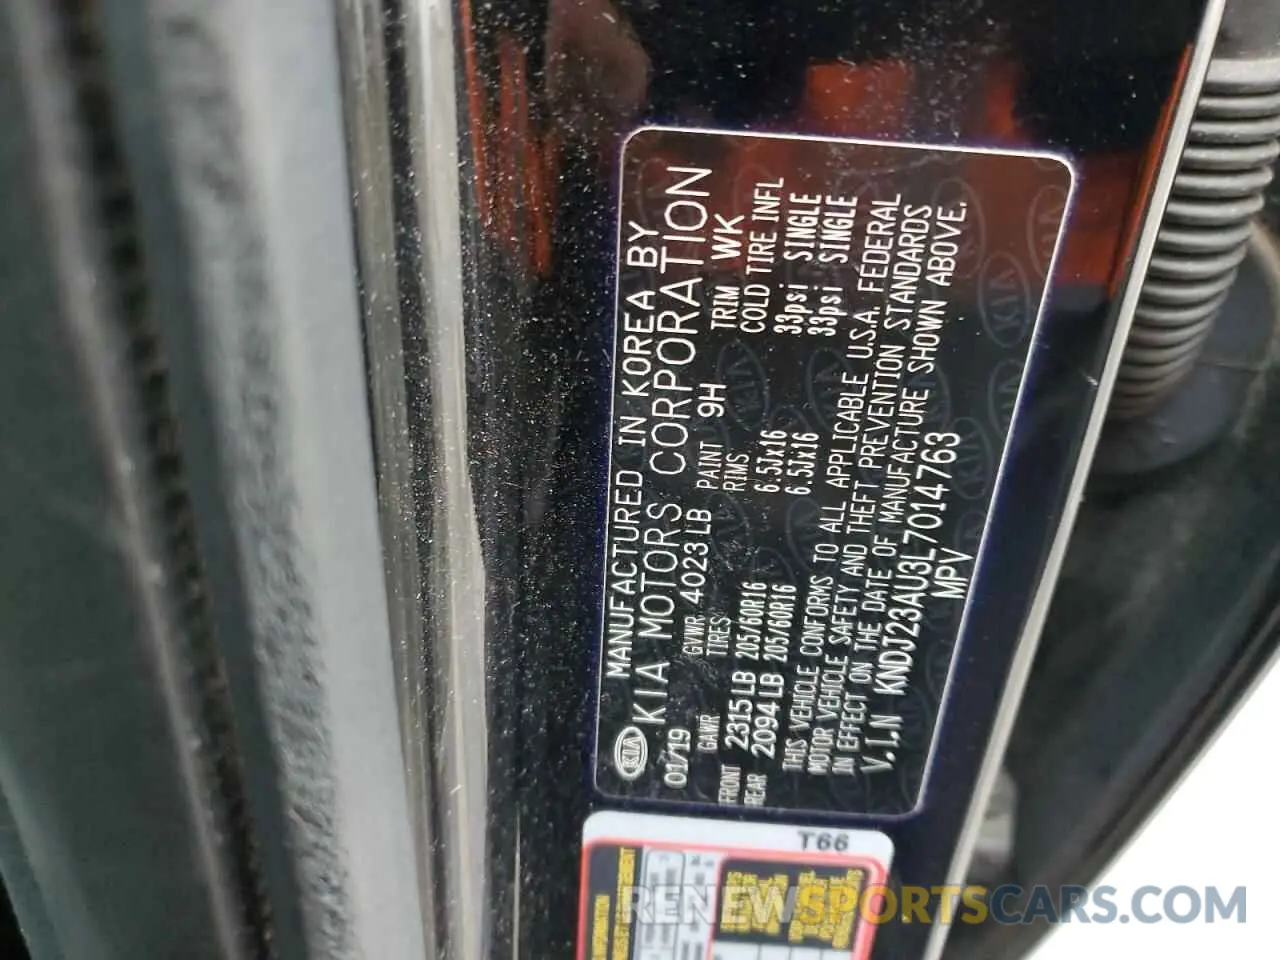 KIA
MANUFACTURED IN KOREA BY
KIA MOTORS CORPORATION
01/19 GVWR 4023 LB PAINT 9H TRIM WK
GAWR TIRES RIMS COLD TIRE INFL
FRONT 2315 LB 205/60R16 6.5Jx16 33psi SINGLE
REAR 2094 LB 205/60R16 6.5Jx16 33psi SINGLE
THIS VEHICLE CONFORMS TO ALL APPLICABLE U.S.A. FEDERAL
MOTOR VEHICLE SAFETY AND THEFT PREVENTION STANDARDS
IN EFFECT ON THE DATE OF MANUFACTURE SHOWN ABOVE.
V.I.N KNDJ23AU3L7014763
MPV
T66
RENEWSPORTSCARS.COM